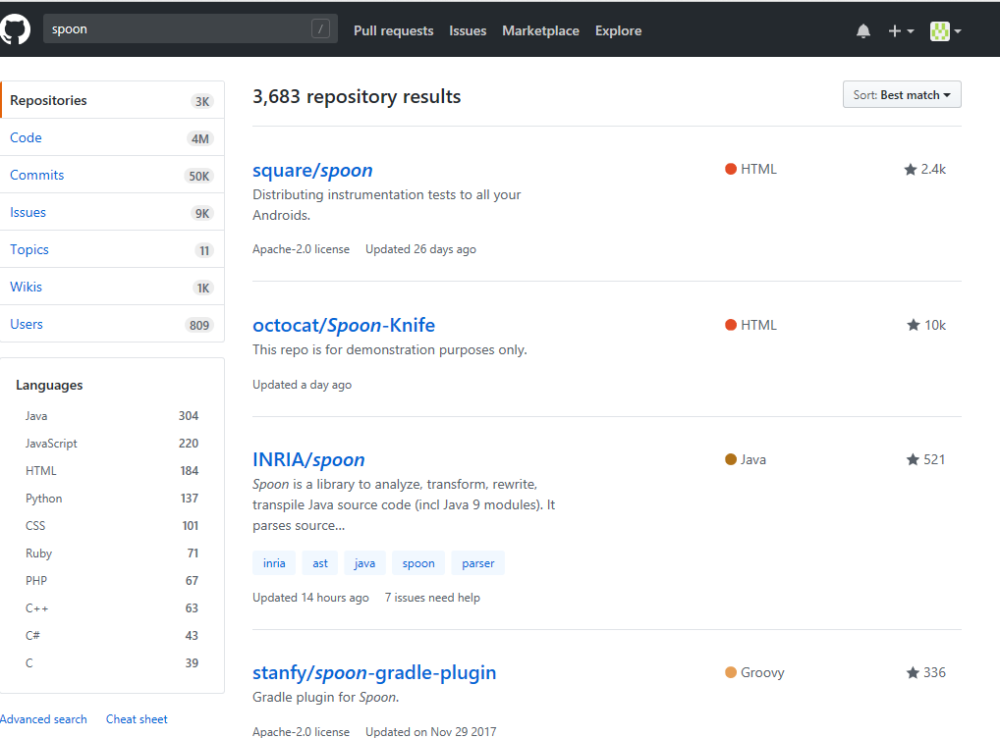 spoon /
Pull requests Issues Marketplace Explore
Repositories 3K
Code 4M
Commits 50K
Issues 9K
Topics 11
Wikis 1K
Users 809
Languages
Java 304
JavaScript 220
HTML 184
Python 137
CSS 101
Ruby 71
PHP 67
C++ 63
C# 43
C 39
Advanced search Cheat sheet
3,683 repository results
Sort: Best match
square/spoon HTML 2.4k
Distributing instrumentation tests to all your
Androids.
Apache-2.0 license Updated 26 days ago
octocat/Spoon-Knife HTML 10k
This repo is for demonstration purposes only.
Updated a day ago
INRIA/spoon Java 521
Spoon is a library to analyze, transform, rewrite,
transpile Java source code (incl Java 9 modules). It
parses source...
inria ast java spoon parser
Updated 14 hours ago 7 issues need help
stanfy/spoon-gradle-plugin Groovy 336
Gradle plugin for Spoon.
Apache-2.0 license Updated on Nov 29 2017